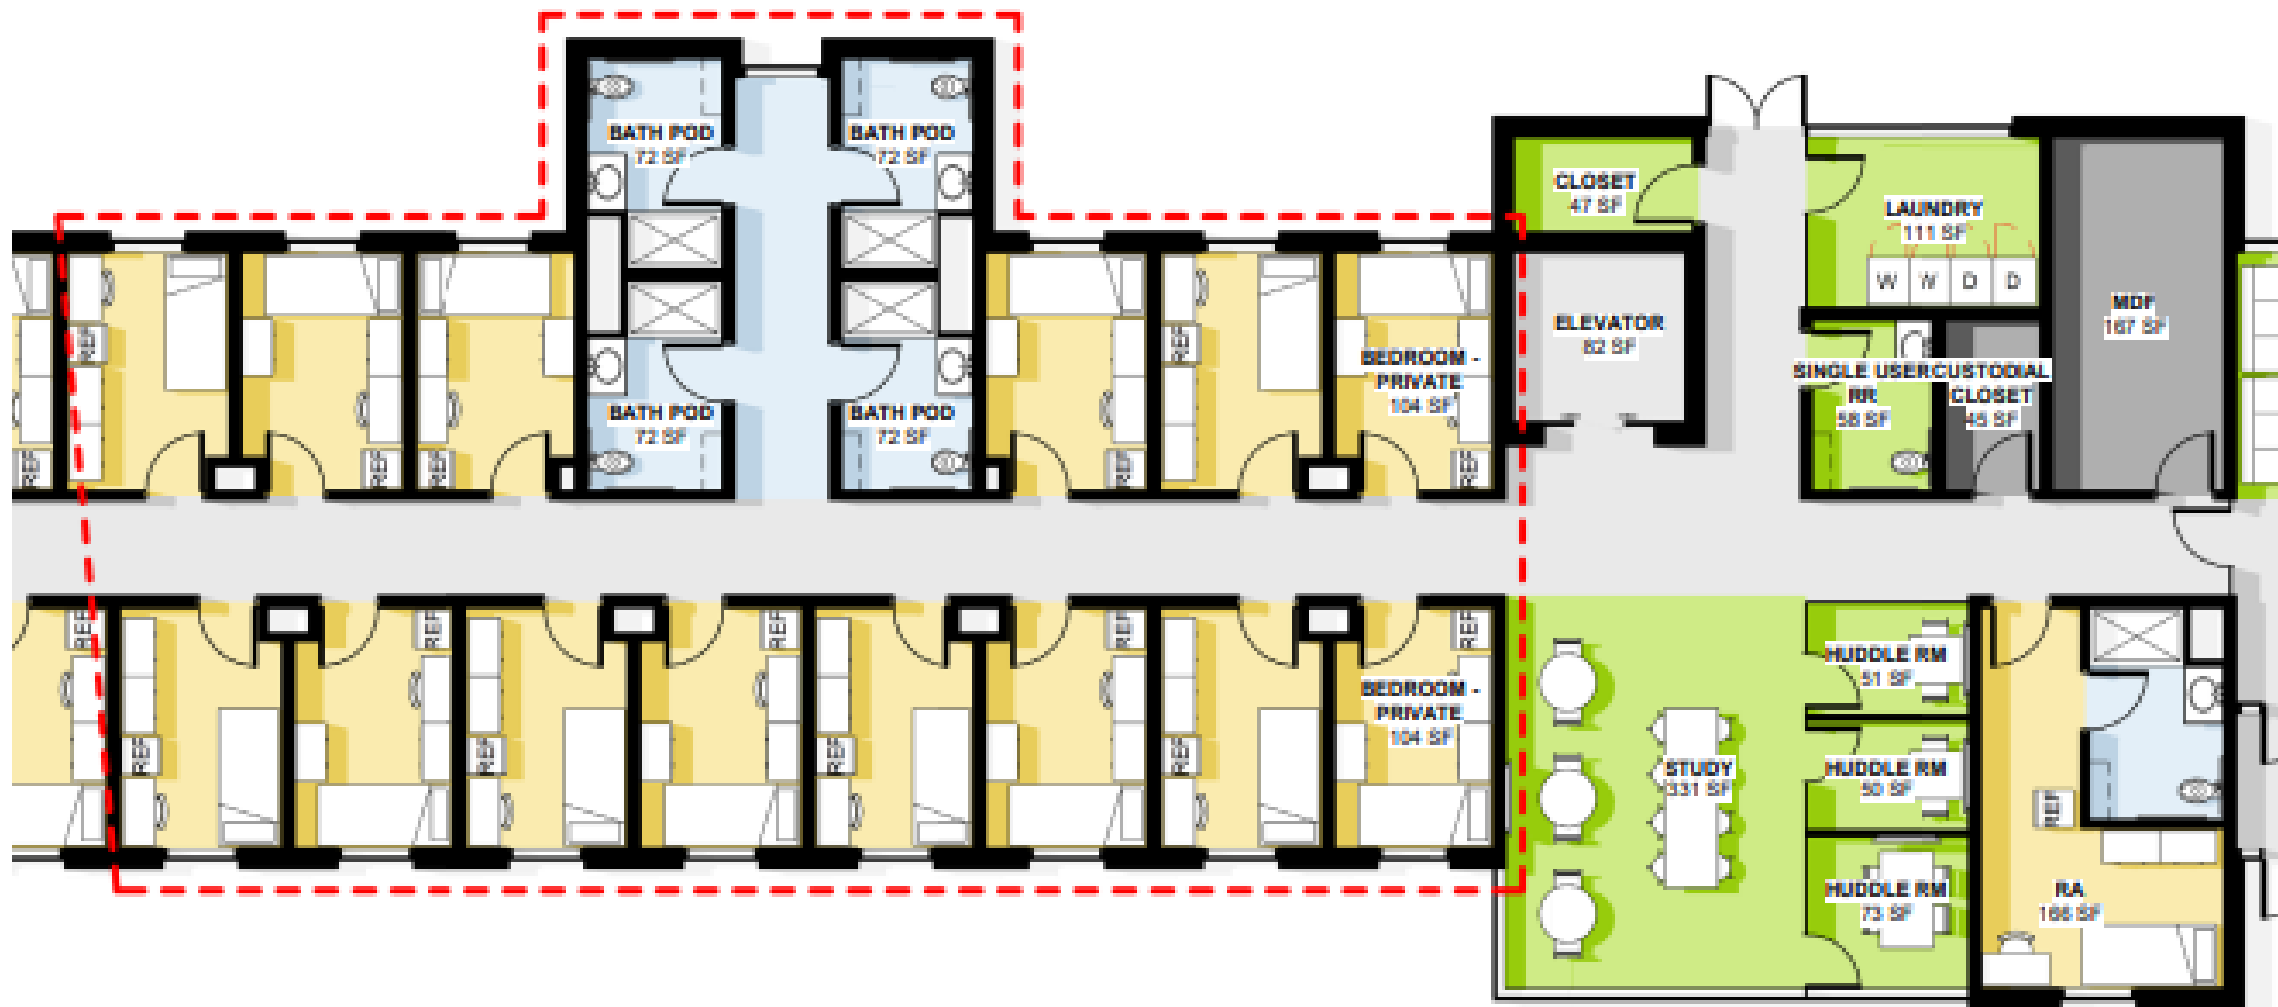 BATH POD
72 SF
BATH POD
72 SF
CLOSET
47 SF
LAUNDRY
111 SF
W W D D
MDF
167 SF
ELEVATOR
82 SF
REF
REF
BEDROOM -
PRIVATE
104 SF
SINGLE USER
RR
58 SF
CUSTODIAL
CLOSET
45 SF
BATH POD
72 SF
BATH POD
72 SF
REF
REF
REF
REF
REF
REF
REF
REF
REF
REF
HUDDLE RM
51 SF
BEDROOM -
PRIVATE
104 SF
REF
REF
REF
REF
STUDY
331 SF
HUDDLE RM
50 SF
REF
HUDDLE RM
73 SF
RA
166 SF